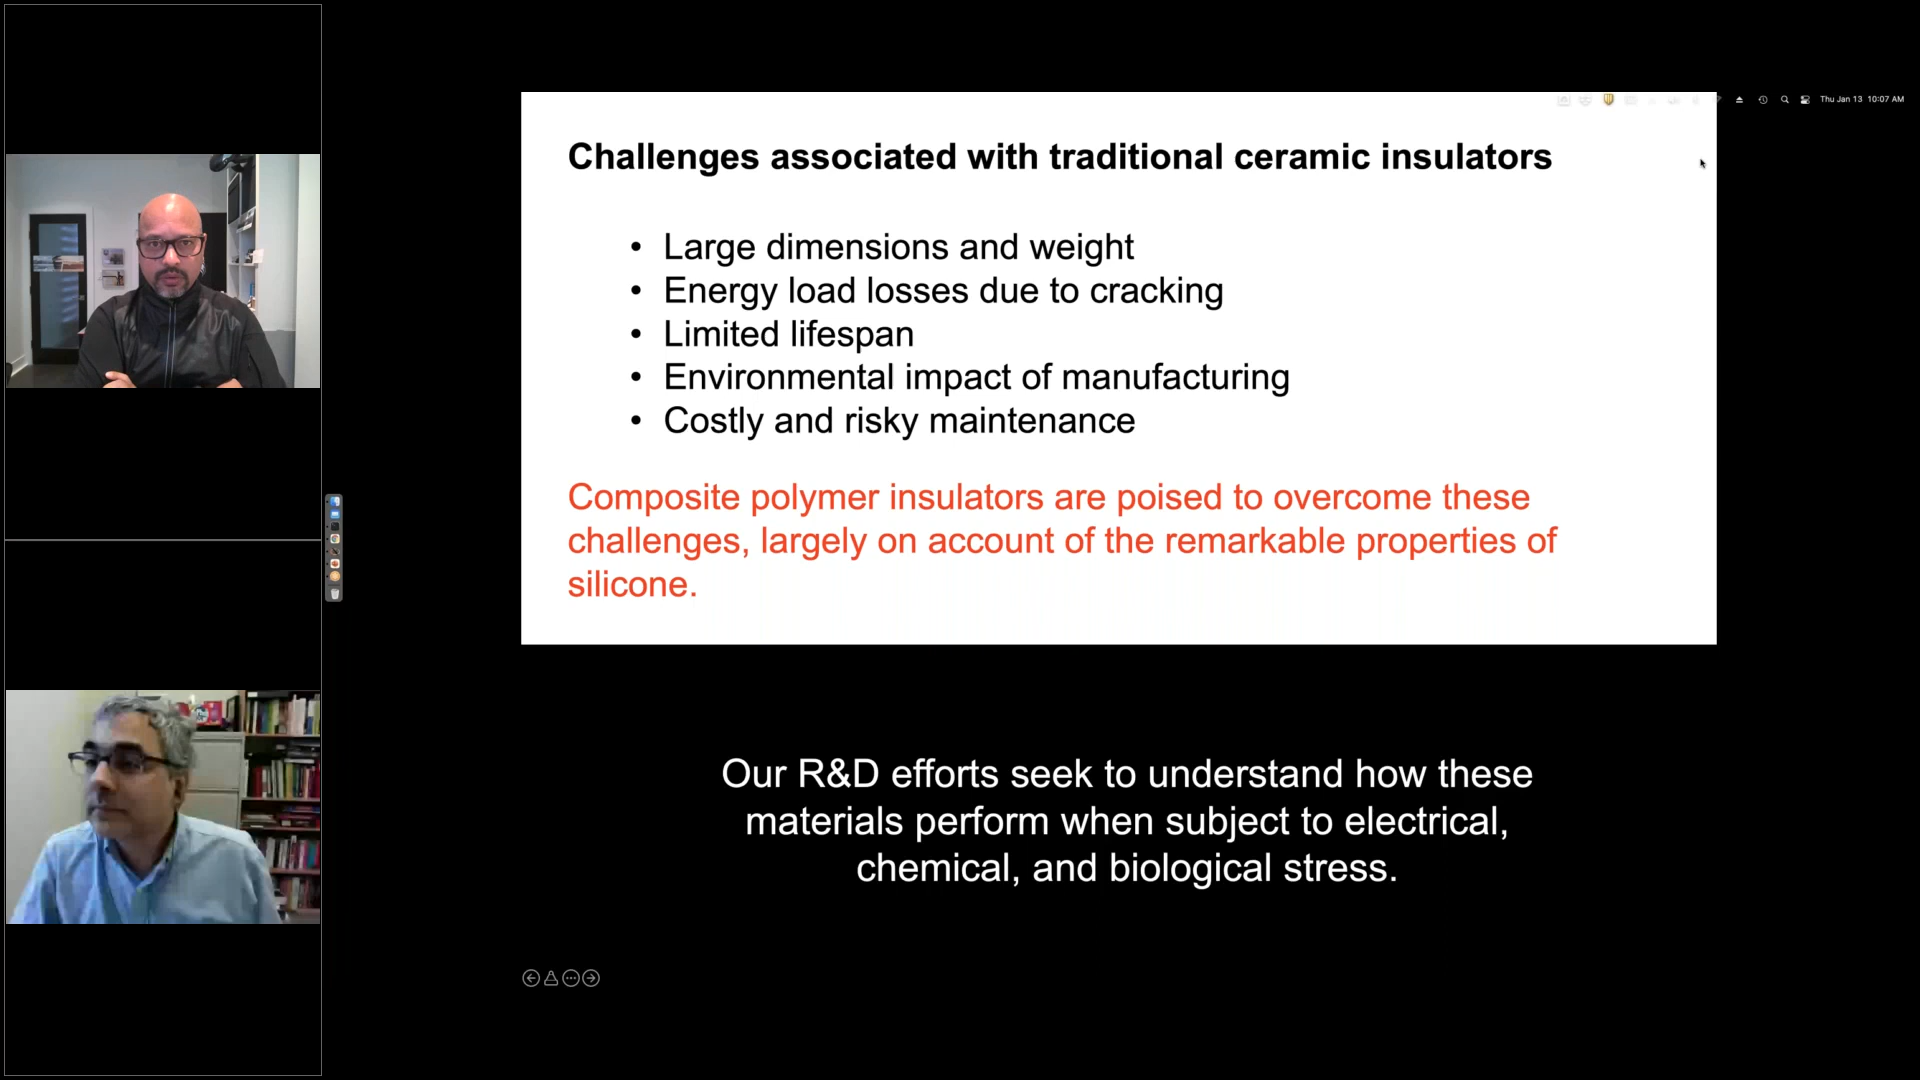 Thu Jan 13 10:07 AM
Challenges associated with traditional ceramic insulators
• Large dimensions and weight
• Energy load losses due to cracking
• Limited lifespan
• Environmental impact of manufacturing
• Costly and risky maintenance
Composite polymer insulators are poised to overcome these
challenges, largely on account of the remarkable properties of
silicone.
Our R&D efforts seek to understand how these
materials perform when subject to electrical,
chemical, and biological stress.